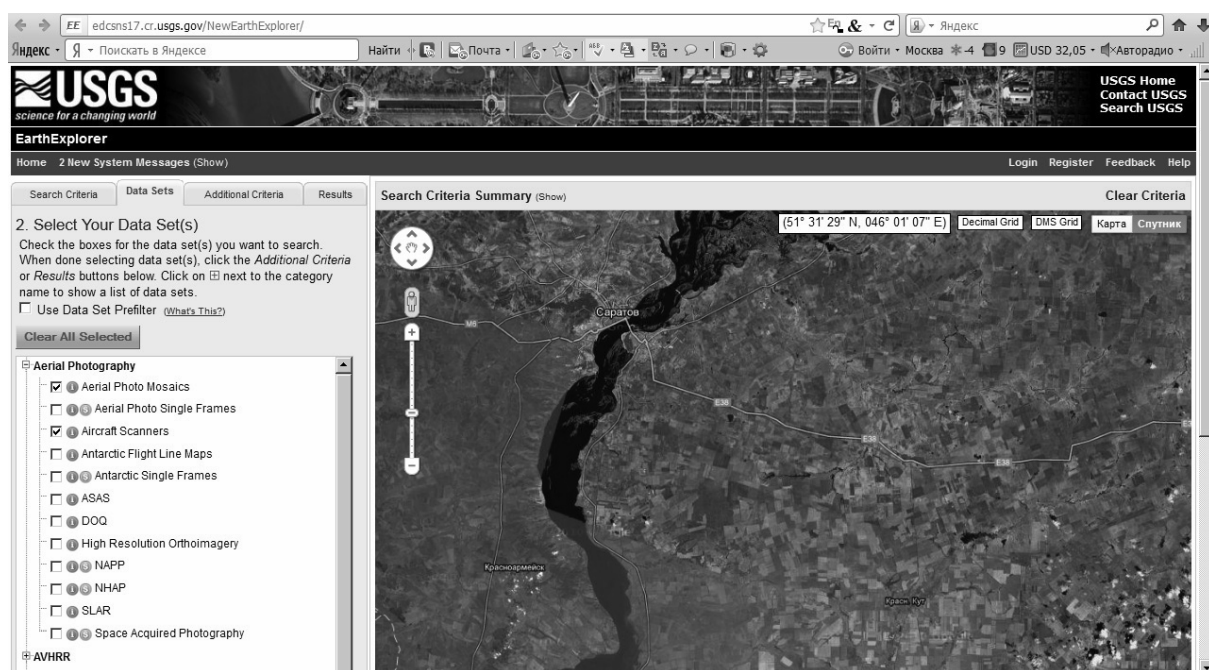 EE edcsns17.cr.usgs.gov/NewEarthExplorer/ Яндекс
Яндекс Поискать в Яндексе Найти Почта Войти Москва -4 9 USD 32,05 Авторадио
USGS
science for a changing world
USGS Home
Contact USGS
Search USGS
EarthExplorer
Home 2 New System Messages (Show) Login Register Feedback Help
Search Criteria Data Sets Additional Criteria Results
2. Select Your Data Set(s)
Check the boxes for the data set(s) you want to search.
When done selecting data set(s), click the Additional Criteria
or Results buttons below. Click on ⊞ next to the category
name to show a list of data sets.
Use Data Set Prefilter (What's This?)
Clear All Selected
Aerial Photography
Aerial Photo Mosaics
Aerial Photo Single Frames
Aircraft Scanners
Antarctic Flight Line Maps
Antarctic Single Frames
ASAS
DOQ
High Resolution Orthoimagery
NAPP
NHAP
SLAR
Space Acquired Photography
AVHRR
Search Criteria Summary (Show) Clear Criteria
(51° 31' 29" N, 046° 01' 07" E) Decimal Grid DMS Grid Карта Спутник
Саратов
M6
E38
E38
E38
E3
Красноармейск
Красн Кут